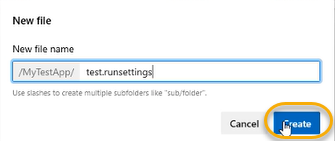 New file
New file name
/MyTestApp/ test.runsettings
Use slashes to create multiple subfolders like "sub/folder".
Cancel Create